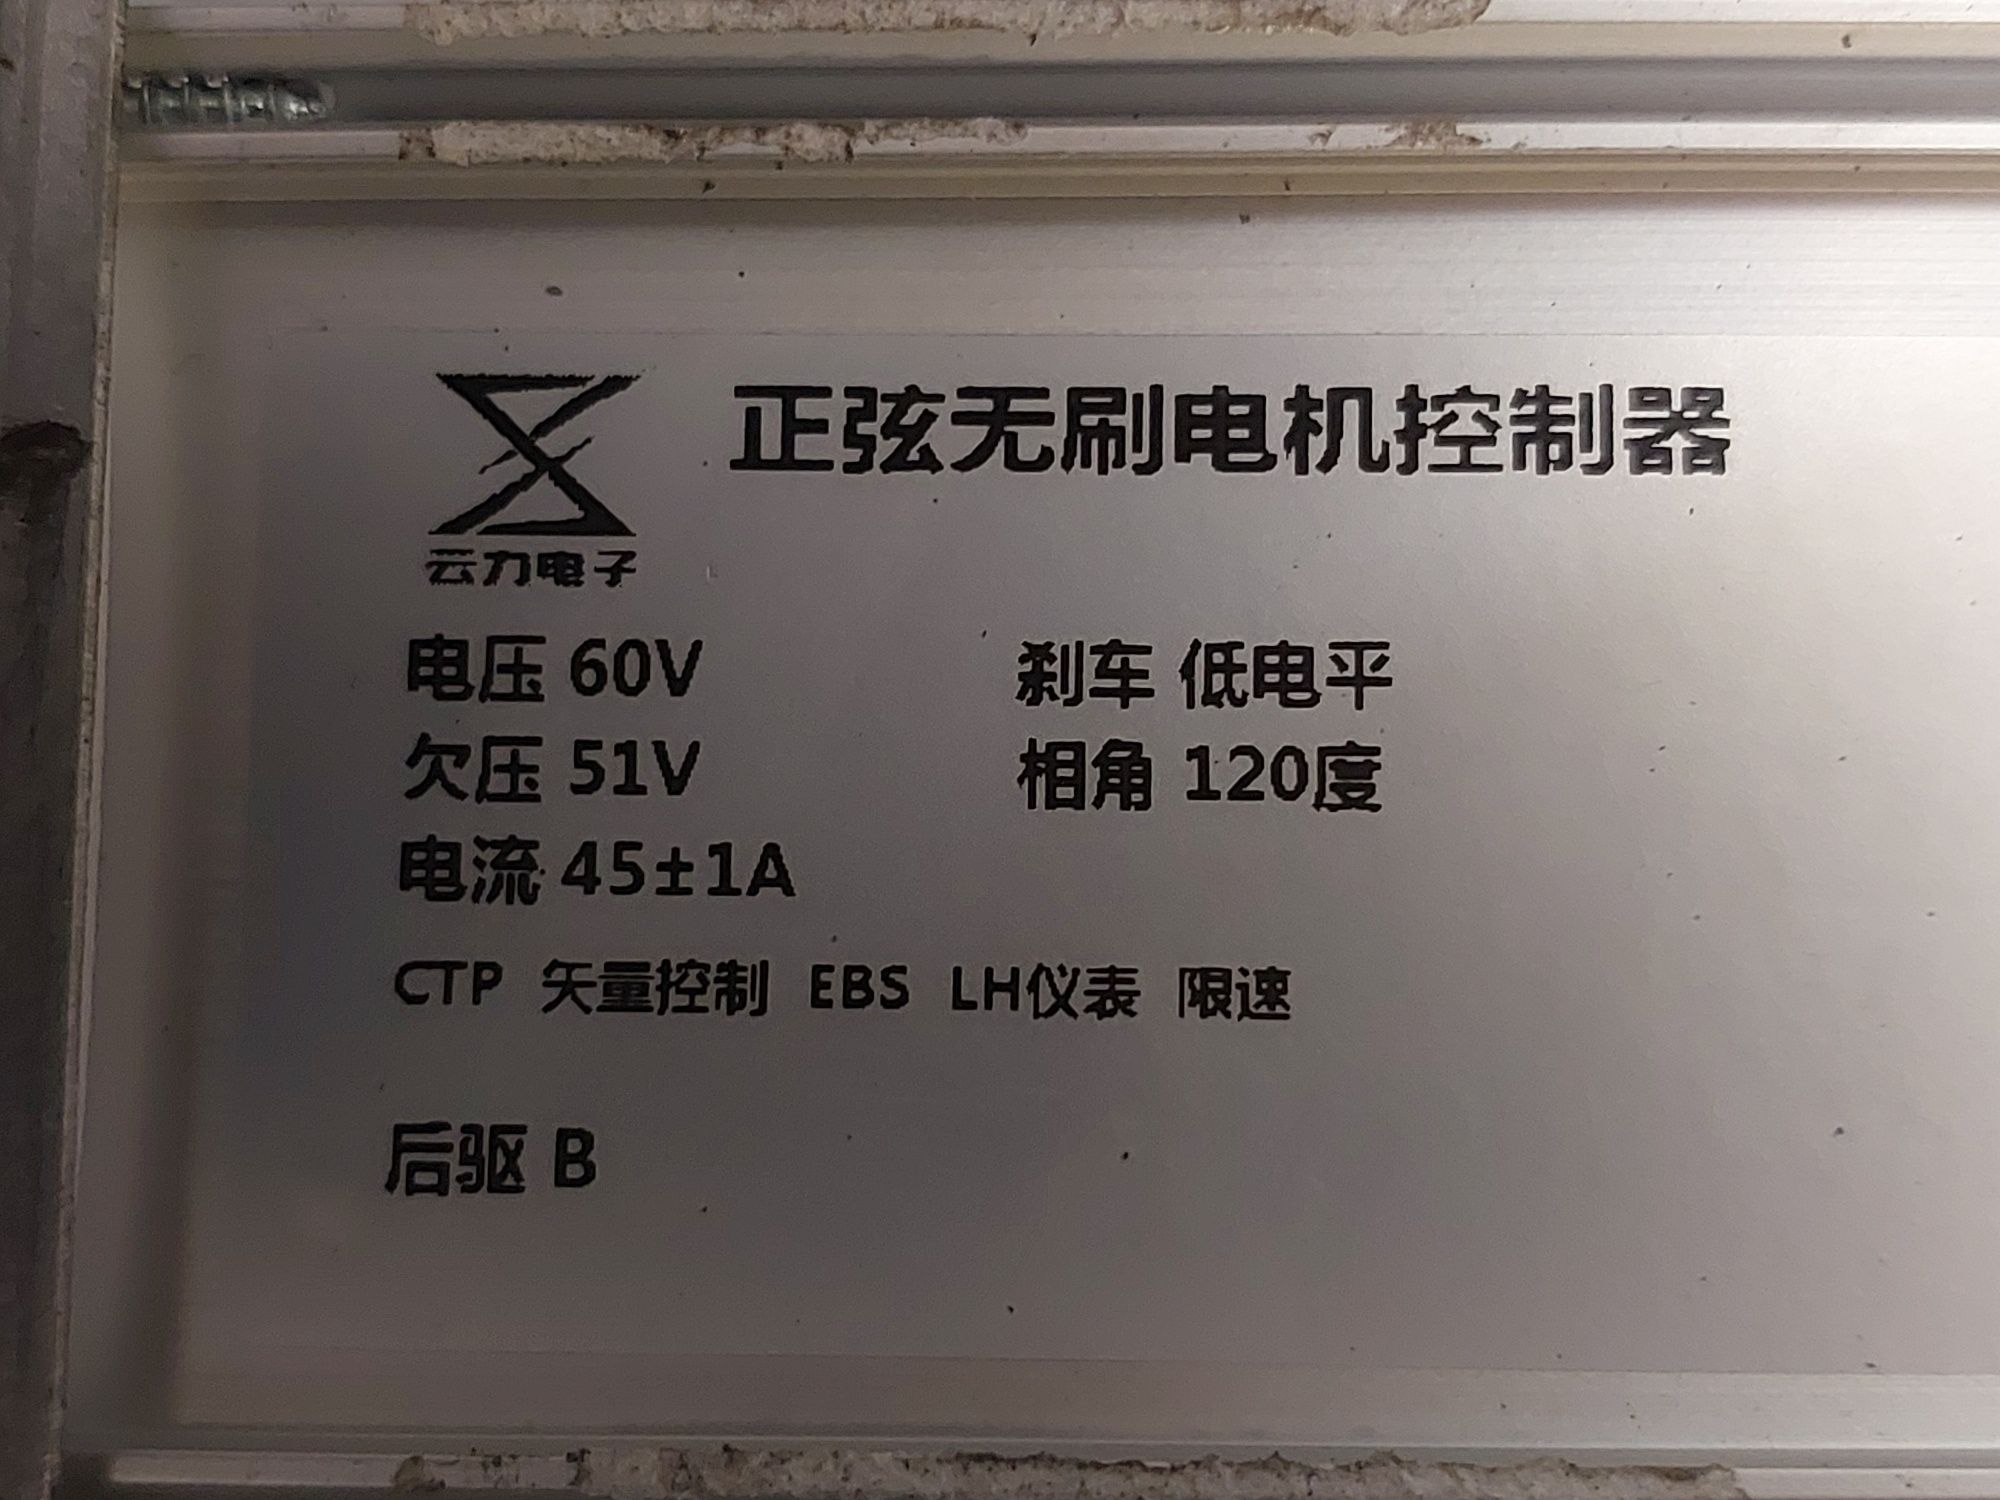 正弦无刷电机控制器
云力电子
电压 60V 刹车 低电平
欠压 51V 相角 120度
电流 45±1A
CTP 矢量控制 EBS LH仪表 限速
后驱 B